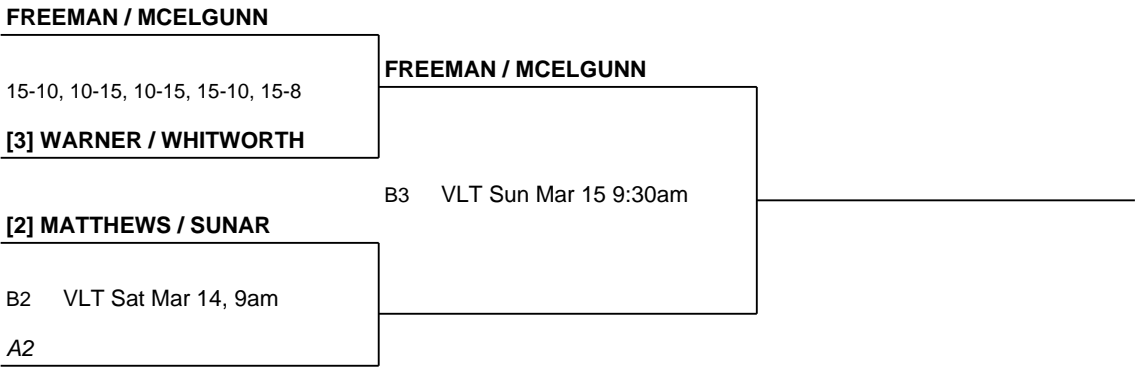 FREEMAN / MCELGUNN
FREEMAN / MCELGUNN
15-10, 10-15, 10-15, 15-10, 15-8
[3] WARNER / WHITWORTH
B3 VLT Sun Mar 15 9:30am
[2] MATTHEWS / SUNAR
B2 VLT Sat Mar 14, 9am
A2